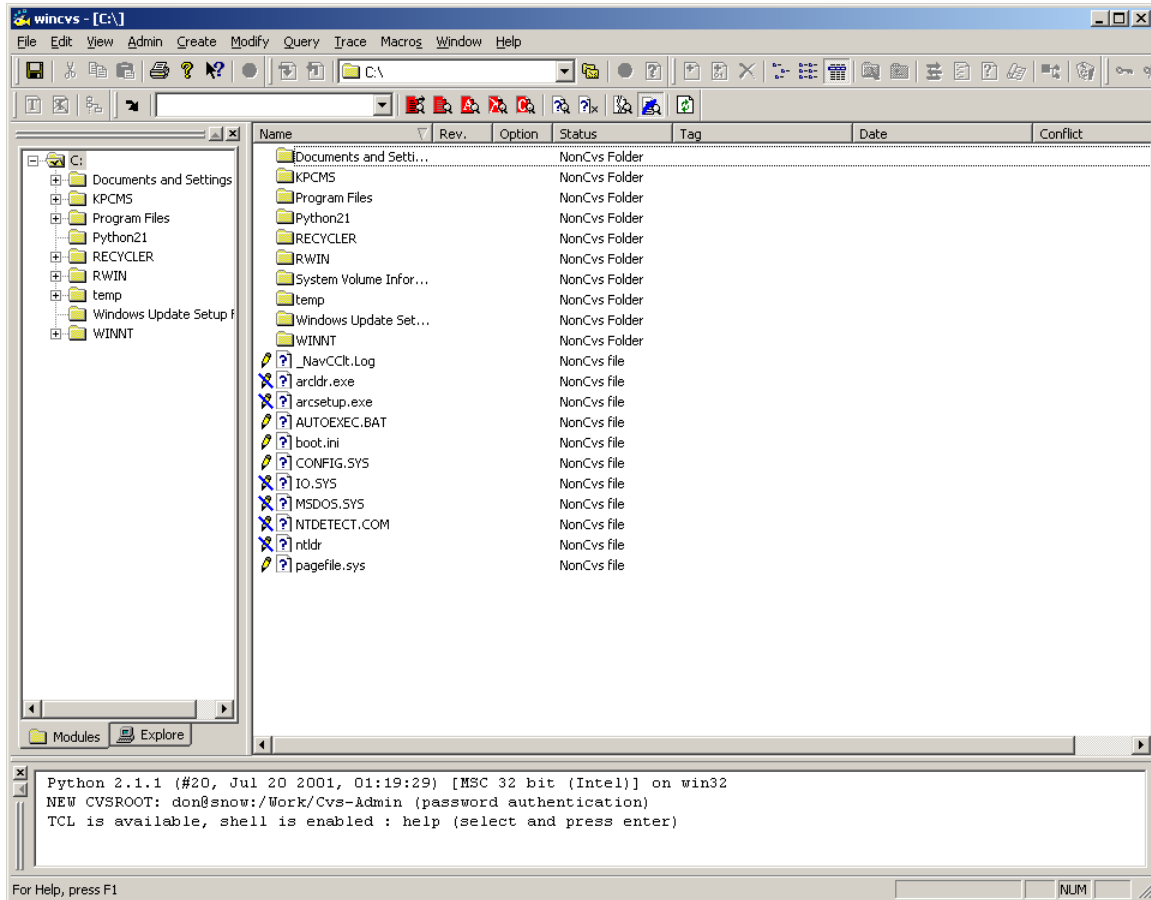 wincvs - [C:\]
File Edit View Admin Create Modify Query Trace Macros Window Help
C:\
Name Rev. Option Status Tag Date Conflict
C:
Documents and Settings
KPCMS
Program Files
Python21
RECYCLER
RWIN
temp
Windows Update Setup F
WINNT
Modules Explore
Documents and Setti... NonCvs Folder
KPCMS NonCvs Folder
Program Files NonCvs Folder
Python21 NonCvs Folder
RECYCLER NonCvs Folder
RWIN NonCvs Folder
System Volume Infor... NonCvs Folder
temp NonCvs Folder
Windows Update Set... NonCvs Folder
WINNT NonCvs Folder
_NavCClt.Log NonCvs file
arcldr.exe NonCvs file
arcsetup.exe NonCvs file
AUTOEXEC.BAT NonCvs file
boot.ini NonCvs file
CONFIG.SYS NonCvs file
IO.SYS NonCvs file
MSDOS.SYS NonCvs file
NTDETECT.COM NonCvs file
ntldr NonCvs file
pagefile.sys NonCvs file
Python 2.1.1 (#20, Jul 20 2001, 01:19:29) [MSC 32 bit (Intel)] on win32
NEW CVSROOT: don@snow:/Work/Cvs-Admin (password authentication)
TCL is available, shell is enabled : help (select and press enter)
For Help, press F1
NUM